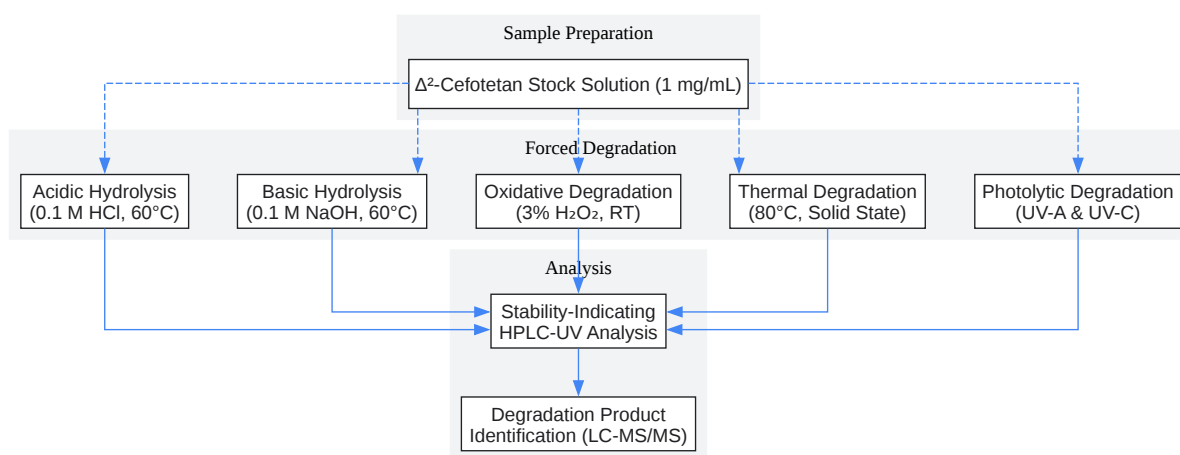 Sample Preparation
Δ²-Cefotetan Stock Solution (1 mg/mL)
Forced Degradation
Acidic Hydrolysis
(0.1 M HCl, 60°C)
Basic Hydrolysis
(0.1 M NaOH, 60°C)
Oxidative Degradation
(3% H₂O₂, RT)
Thermal Degradation
(80°C, Solid State)
Photolytic Degradation
(UV-A & UV-C)
Analysis
Stability-Indicating
HPLC-UV Analysis
Degradation Product
Identification (LC-MS/MS)